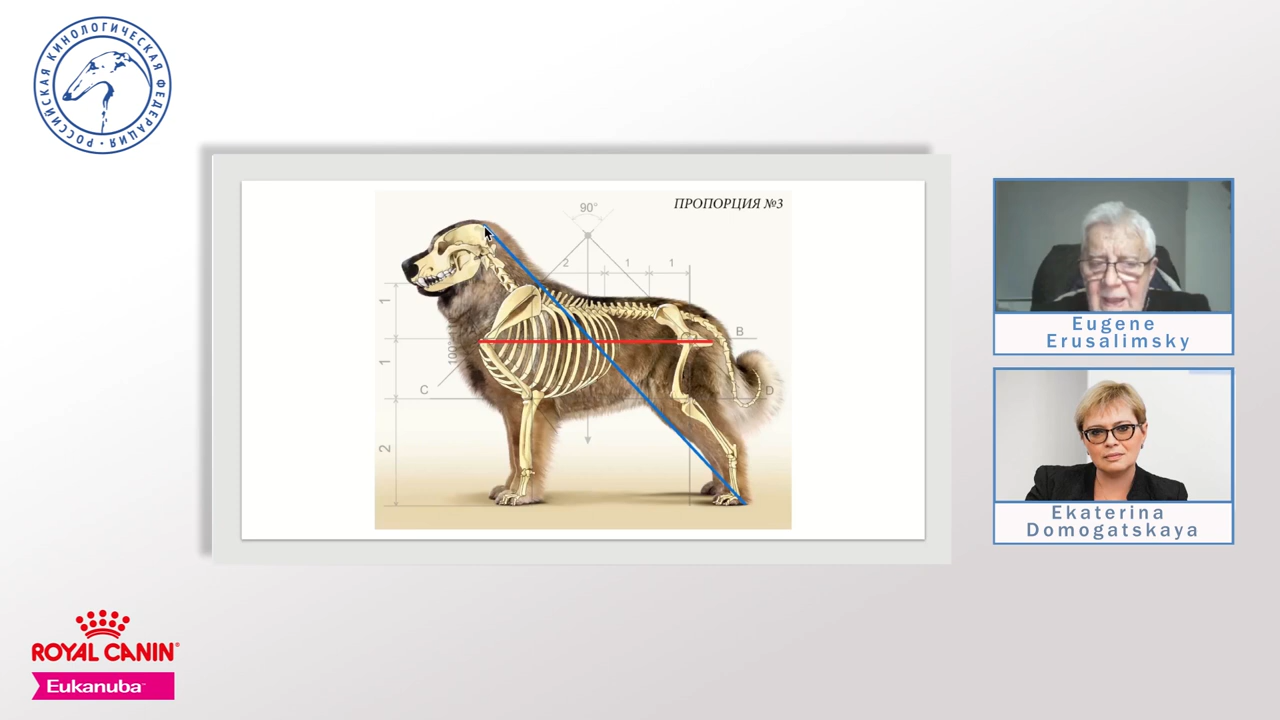 РОССИЙСКАЯ КИНОЛОГИЧЕСКАЯ ФЕДЕРАЦИЯ
ПРОПОРЦИЯ №3
90°
2
1
1
1
B
1
C
D
2
Eugene
Erusalimsky
Ekaterina
Domogatskaya
ROYAL CANIN
Eukanuba